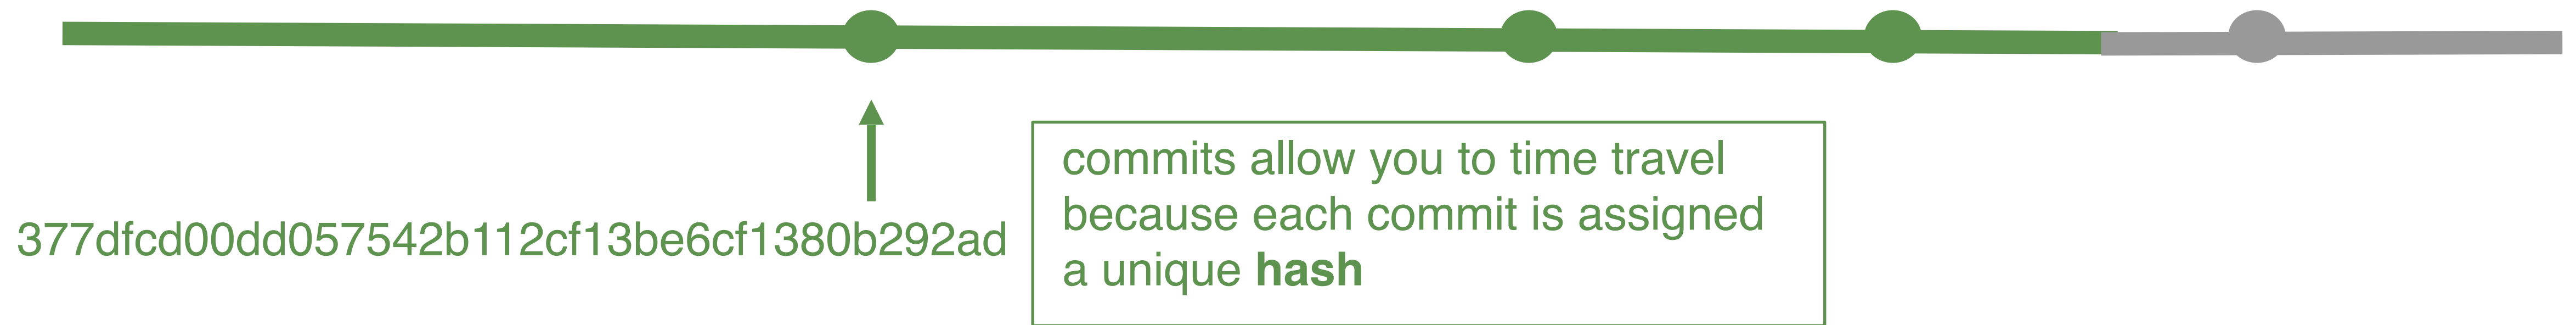 377dfcd00dd057542b112cf13be6cf1380b292ad
commits allow you to time travel
because each commit is assigned
a unique hash